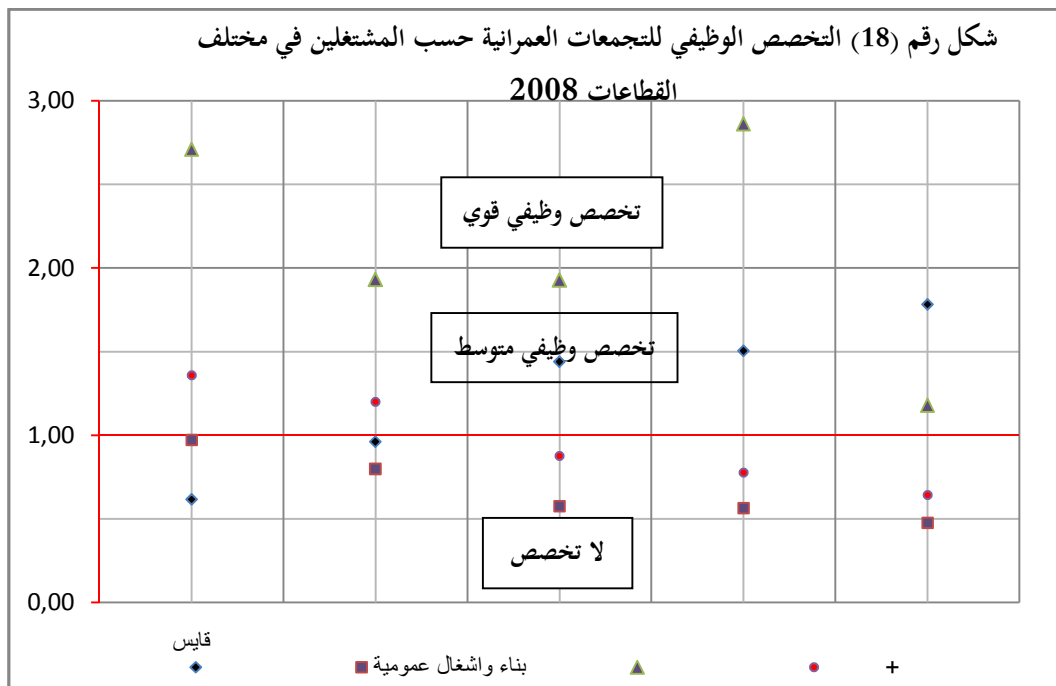 شكل رقم (18) التخصص الوظيفي للتجمعات العمرانية حسب المشتغلين في مختلف
القطاعات 2008
3,00
تخصص وظيفي قوي
2,00
تخصص وظيفي متوسط
1,00
لا تخصص
0,00
قايس
بناء واشغال عمومية
+